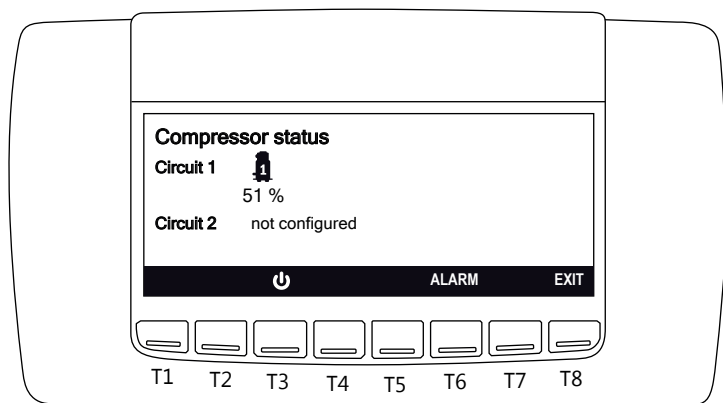 Compressor status
Circuit 1
1
51 %
Circuit 2 not configured
ALARM EXIT
T1 T2 T3 T4 T5 T6 T7 T8